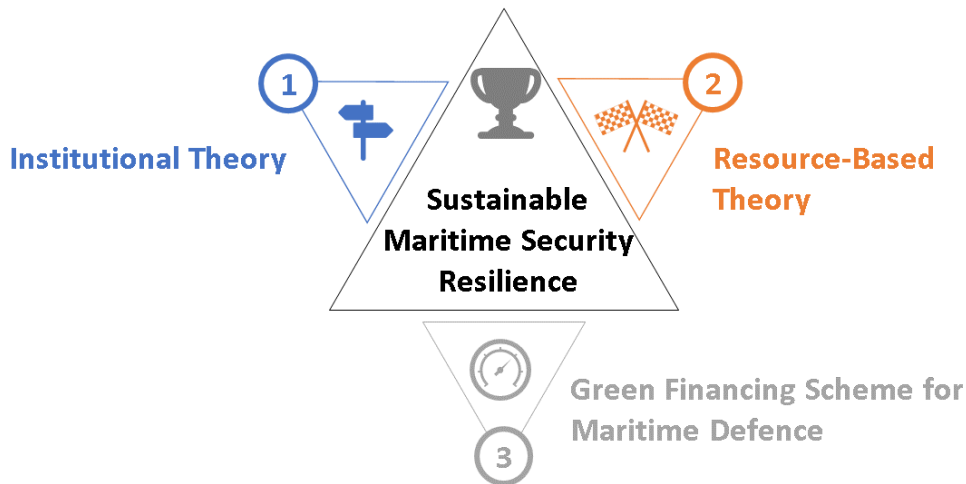 1
Institutional Theory
2
Resource-Based
Theory
Sustainable
Maritime Security
Resilience
Green Financing Scheme for
Maritime Defence
3